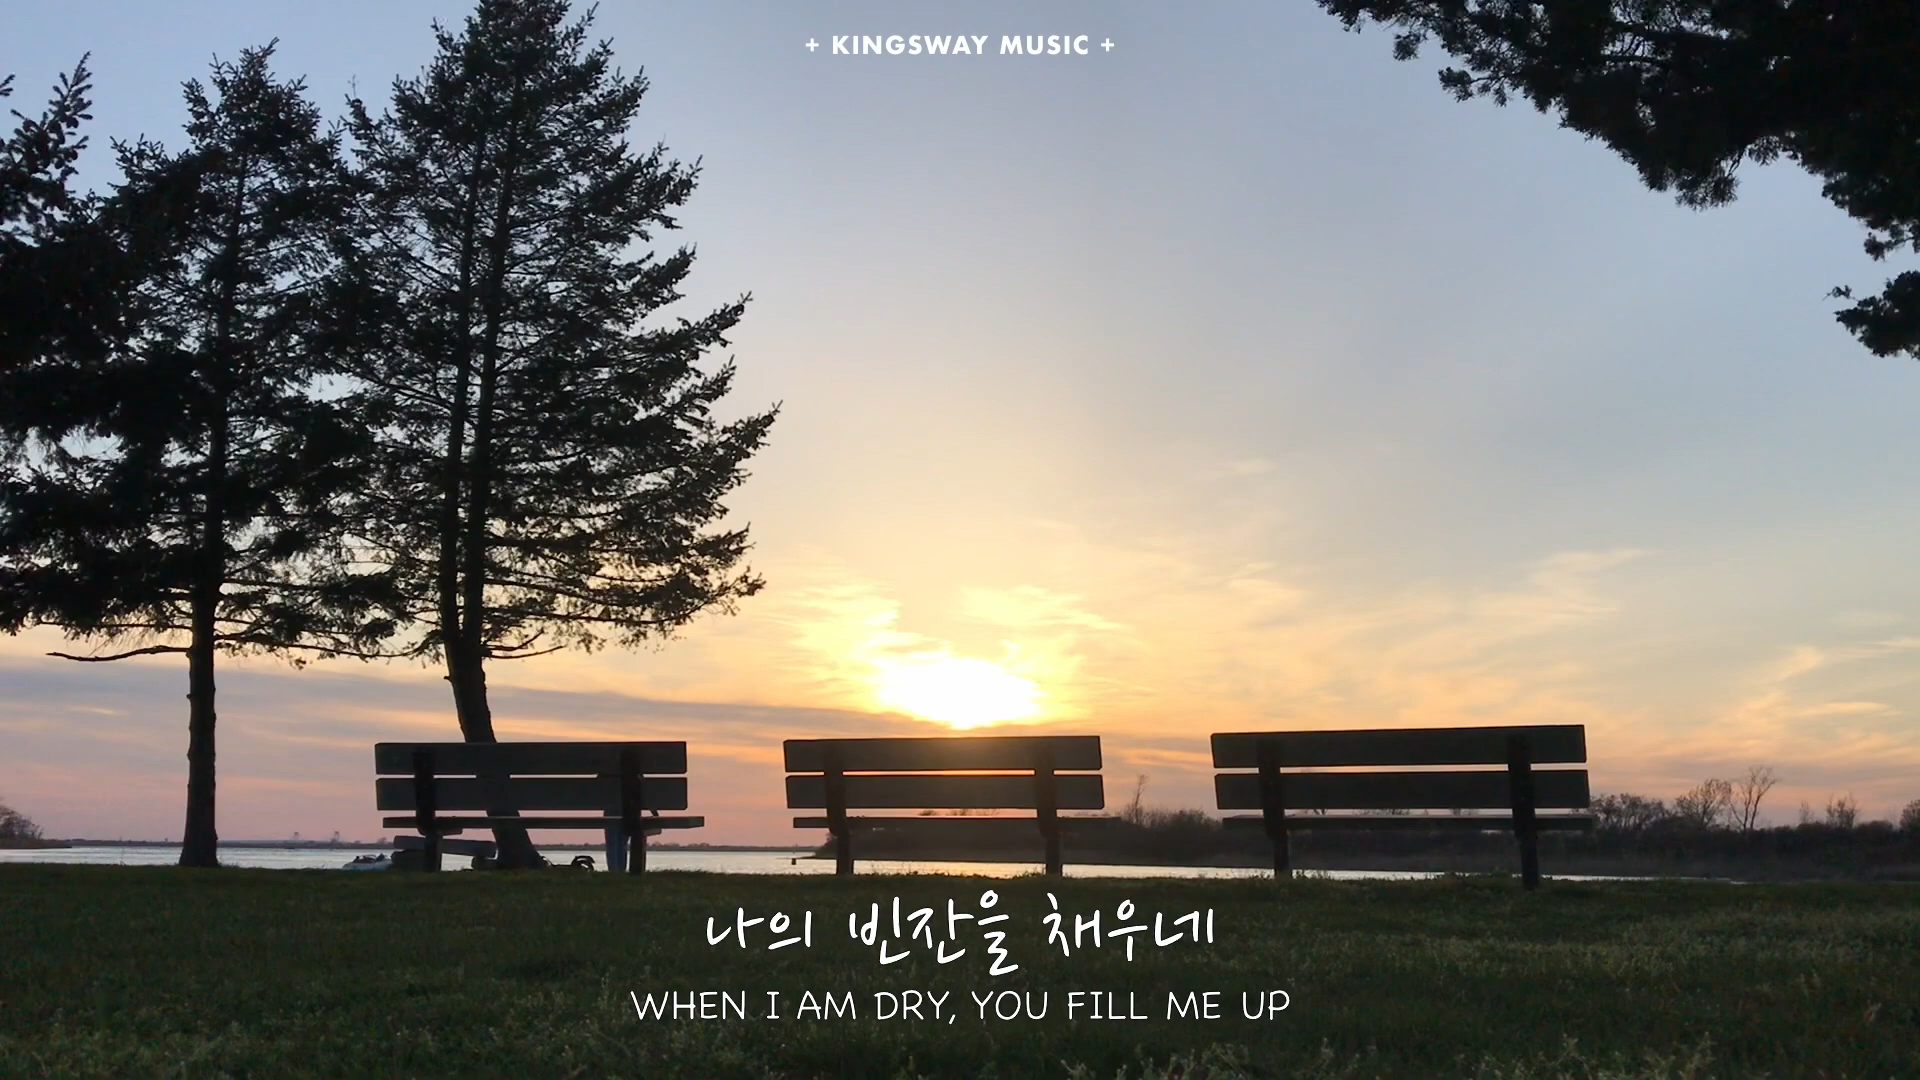 + KINGSWAY MUSIC +
나의 빈잔을 채우네
WHEN I AM DRY, YOU FILL ME UP